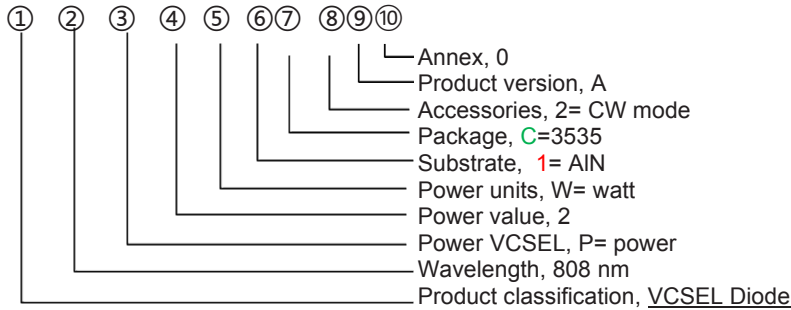 ① ② ③ ④ ⑤ ⑥⑦ ⑧⑨⑩
Annex, 0
Product version, A
Accessories, 2= CW mode
Package, C=3535
Substrate, 1= AlN
Power units, W= watt
Power value, 2
Power VCSEL, P= power
Wavelength, 808 nm
Product classification, VCSEL Diode